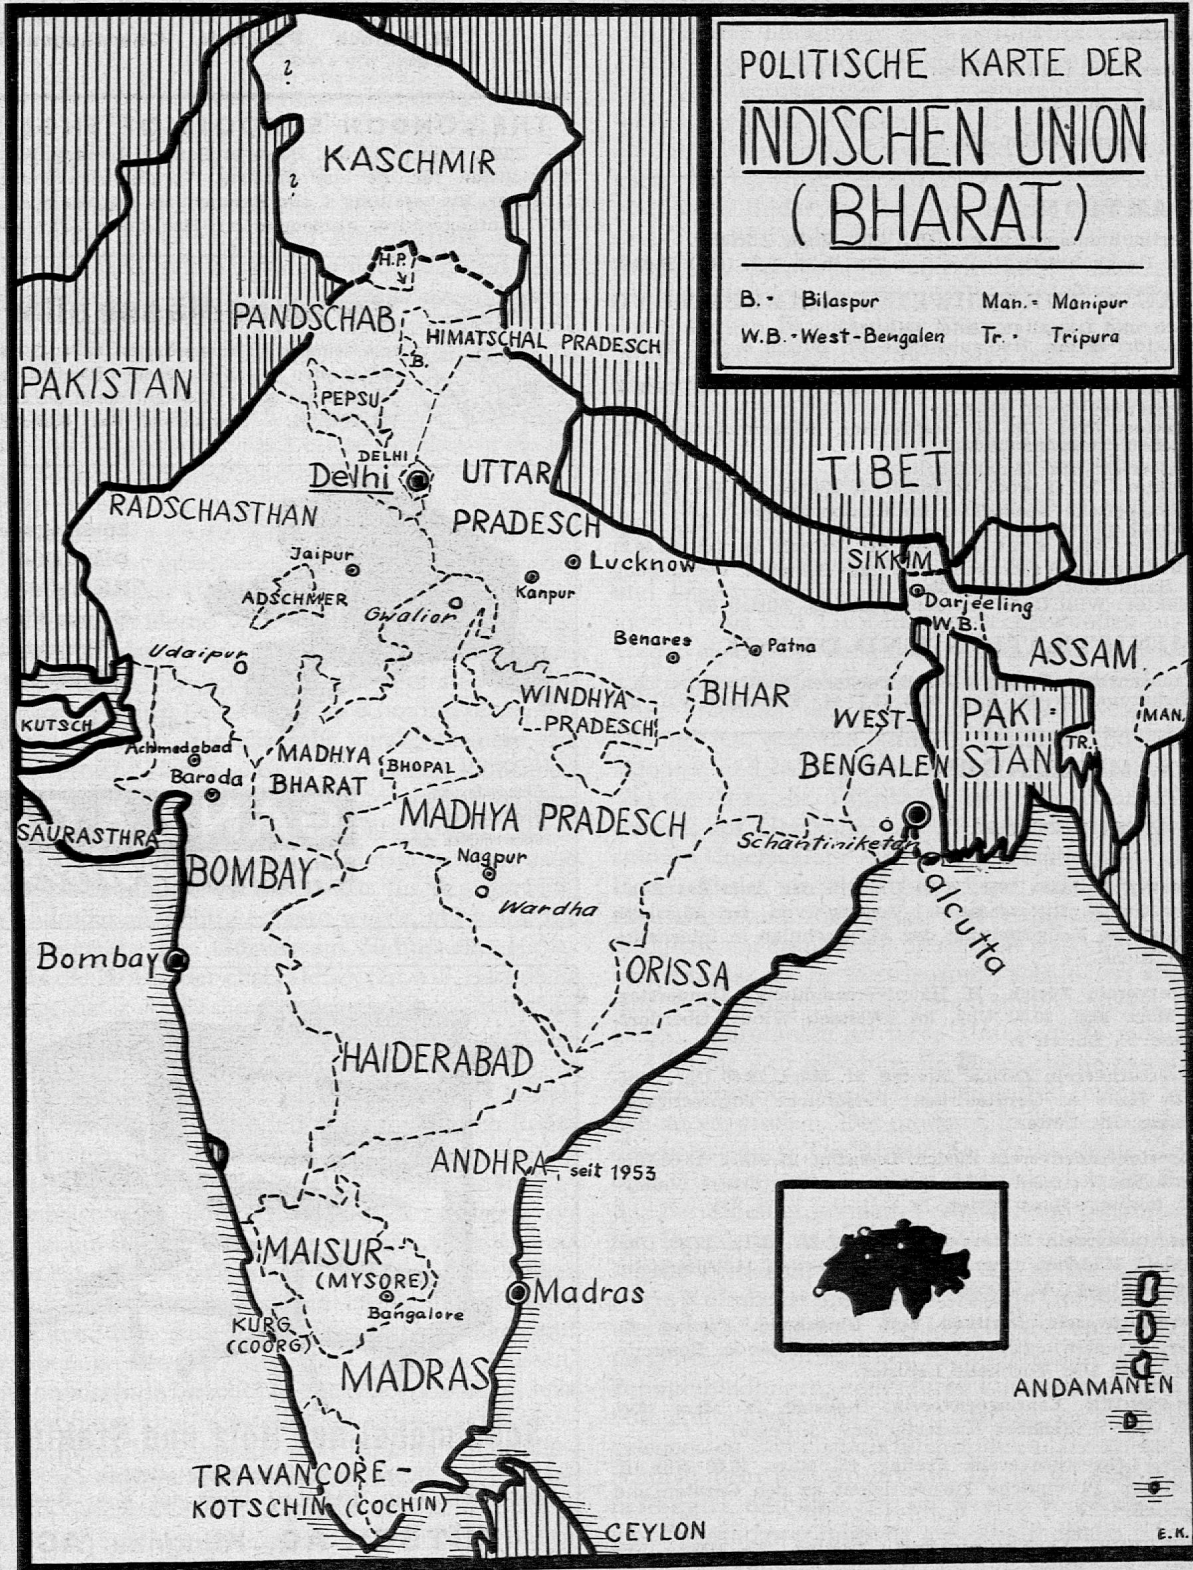 POLITISCHE KARTE DER
INDISCHEN UNION
(BHARAT)
B. = Bilaspur
Man. = Manipur
W.B. = West-Bengalen
Tr. = Tripura
?
KASCHMIR
?
H.P.
PANDSCHAB
HIMATSCHAL PRADESCH
B.
PAKISTAN
PEPSU
DELHI
Delhi
UTTAR
PRADESCH
TIBET
RADSCHASTHAN
Jaipur
Lucknow
SIKKIM
Kanpur
ADSCHMER
Gwalior
Darjeeling
W.B.
Udaipur
Benares
Patna
ASSAM
WINDHYA
PRADESCH
BIHAR
KUTSCH
WEST-
BENGALEN
PAKI=
STAN
MAN.
TR.
Achmedabad
Baroda
MADHYA
BHARAT
BHOPAL
MADHYA PRADESCH
SAURASTHRA
Schantiniketan
BOMBAY
Nagpur
Wardha
Calcutta
Bombay
ORISSA
HAIDERABAD
ANDHRA, seit 1953
MAISUR
(MYSORE)
Bangalore
Madras
KURG
(COORG)
MADRAS
ANDAMANEN
TRAVANCORE-
KOTSCHIN (COCHIN)
CEYLON
E.K.